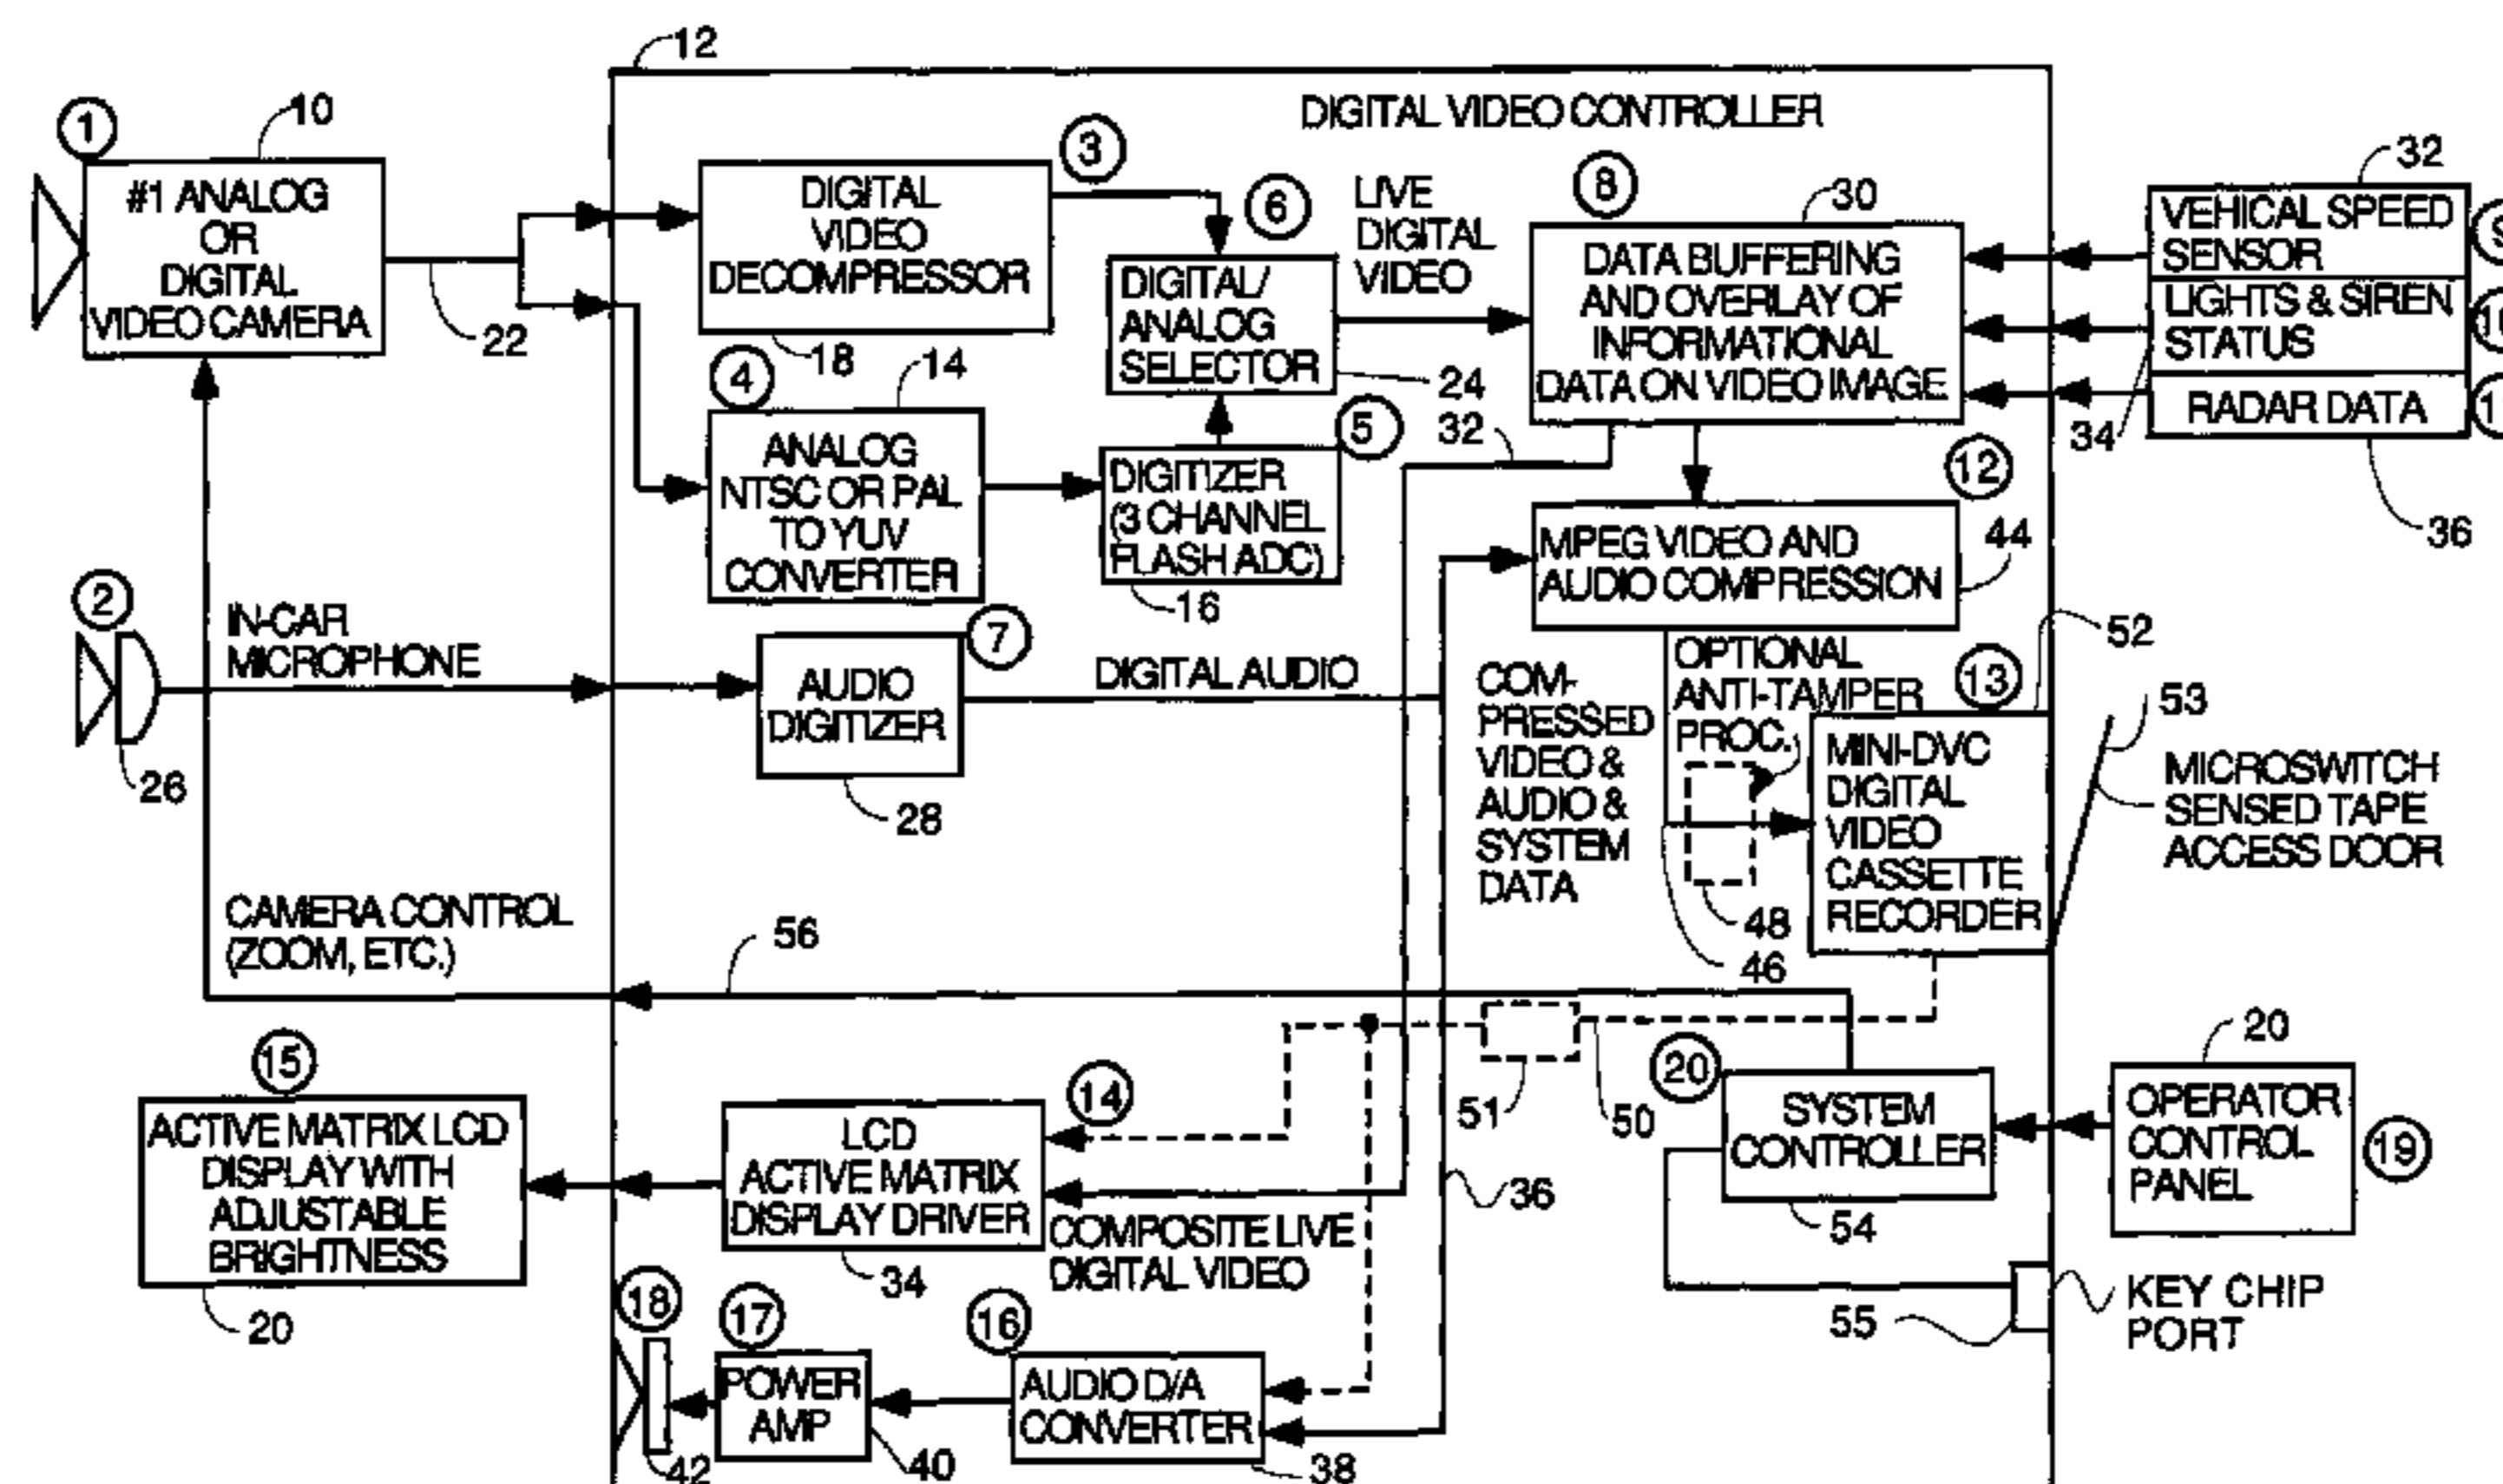 12
DIGITAL VIDEO CONTROLLER
1
10
#1 ANALOG
OR
DIGITAL
VIDEO CAMERA
22
DIGITAL
VIDEO
DECOMPRESSOR
18
3
6
DIGITAL/
ANALOG
SELECTOR
24
LIVE
DIGITAL
VIDEO
8
30
DATA BUFFERING
AND OVERLAY OF
INFORMATIONAL
DATA ON VIDEO IMAGE
32
VEHICAL SPEED
SENSOR
LIGHTS & SIREN
STATUS
RADAR DATA
34
36
4
14
ANALOG
NTSC OR PAL
TO YUV
CONVERTER
5
DIGITIZER
(3 CHANNEL
FLASH ADC)
16
32
12
MPEG VIDEO AND
AUDIO COMPRESSION
44
2
26
IN-CAR
MICROPHONE
7
AUDIO
DIGITIZER
28
DIGITAL AUDIO
COM-
PRESSED
VIDEO &
AUDIO &
SYSTEM
DATA
OPTIONAL
ANTI-TAMPER
PROC.
48
46
13
52
MINI-DVC
DIGITAL
VIDEO
CASSETTE
RECORDER
53
MICROSWITCH
SENSED TAPE
ACCESS DOOR
CAMERA CONTROL
(ZOOM, ETC.)
56
51
50
15
ACTIVE MATRIX LCD
DISPLAY WITH
ADJUSTABLE
BRIGHTNESS
20
14
LCD
ACTIVE MATRIX
DISPLAY DRIVER
34
COMPOSITE LIVE
DIGITAL VIDEO
36
20
SYSTEM
CONTROLLER
54
20
OPERATOR
CONTROL
PANEL
19
55
KEY CHIP
PORT
18
42
17
POWER
AMP
40
16
AUDIO D/A
CONVERTER
38